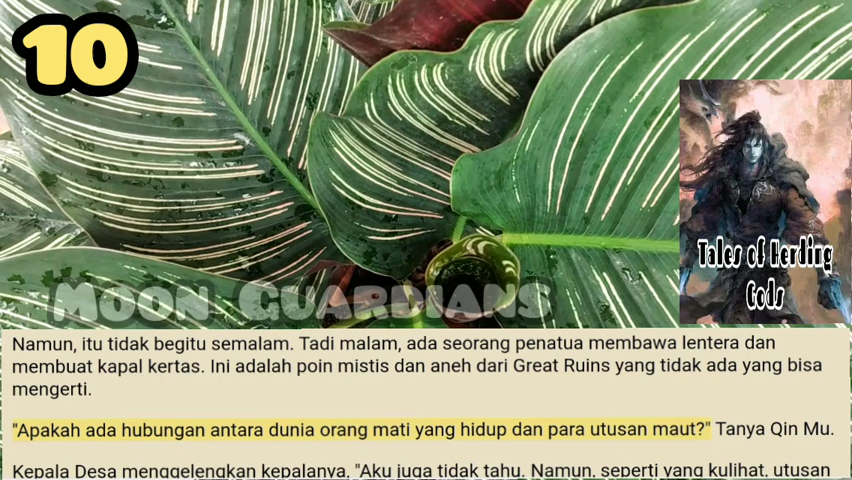 10
Tales of Herding
Gods
Moon Guardians
Namun, itu tidak begitu semalam. Tadi malam, ada seorang penatua membawa lentera dan
membuat kapal kertas. Ini adalah poin mistis dan aneh dari Great Ruins yang tidak ada yang bisa
mengerti.
"Apakah ada hubungan antara dunia orang mati yang hidup dan para utusan maut?" Tanya Qin Mu.
Kepala Desa menggelengkan kepalanya. "Aku juga tidak tahu. Namun, seperti yang kulihat, utusan